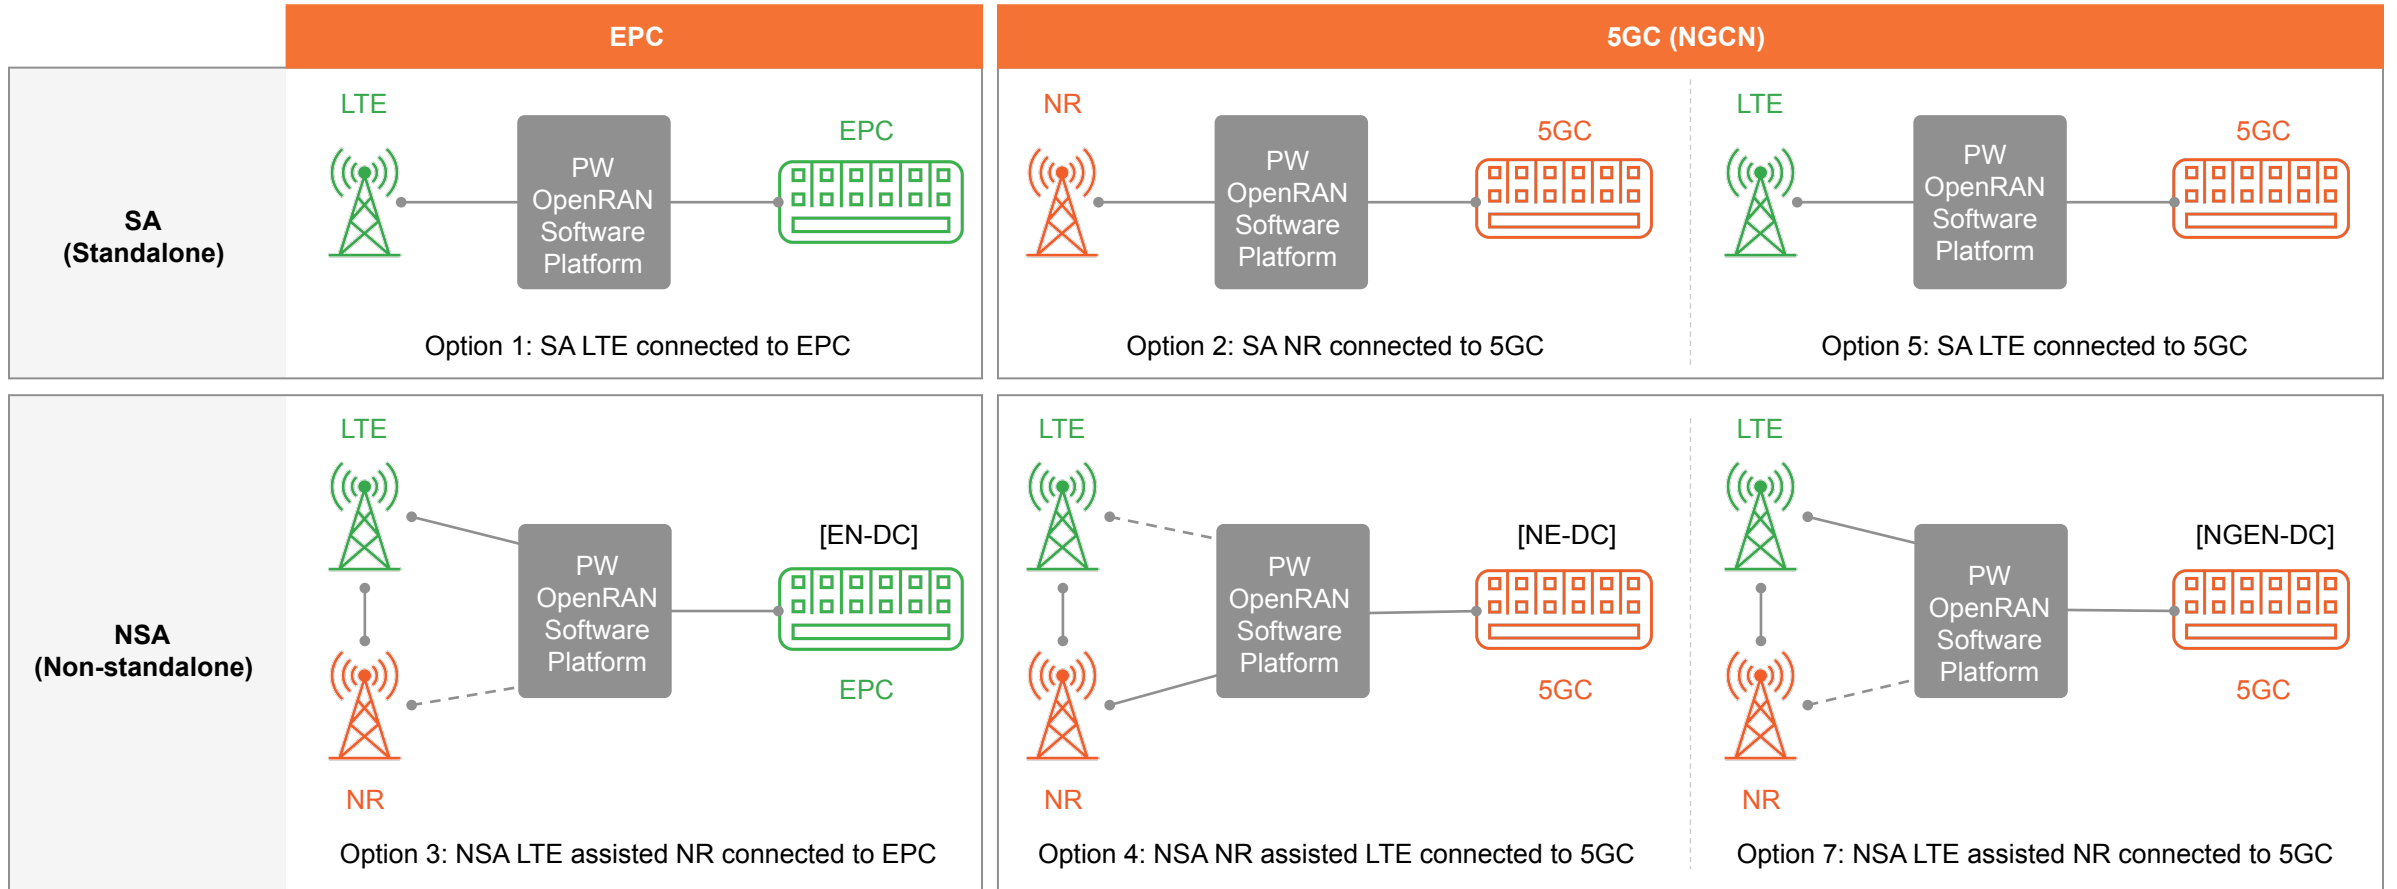 EPC
5GC (NGCN)
SA
(Standalone)
LTE
PW
OpenRAN
Software
Platform
EPC
Option 1: SA LTE connected to EPC
NR
PW
OpenRAN
Software
Platform
5GC
Option 2: SA NR connected to 5GC
LTE
PW
OpenRAN
Software
Platform
5GC
Option 5: SA LTE connected to 5GC
NSA
(Non-standalone)
LTE
PW
OpenRAN
Software
Platform
[EN-DC]
EPC
NR
Option 3: NSA LTE assisted NR connected to EPC
LTE
PW
OpenRAN
Software
Platform
[NE-DC]
5GC
NR
Option 4: NSA NR assisted LTE connected to 5GC
LTE
PW
OpenRAN
Software
Platform
[NGEN-DC]
5GC
NR
Option 7: NSA LTE assisted NR connected to 5GC